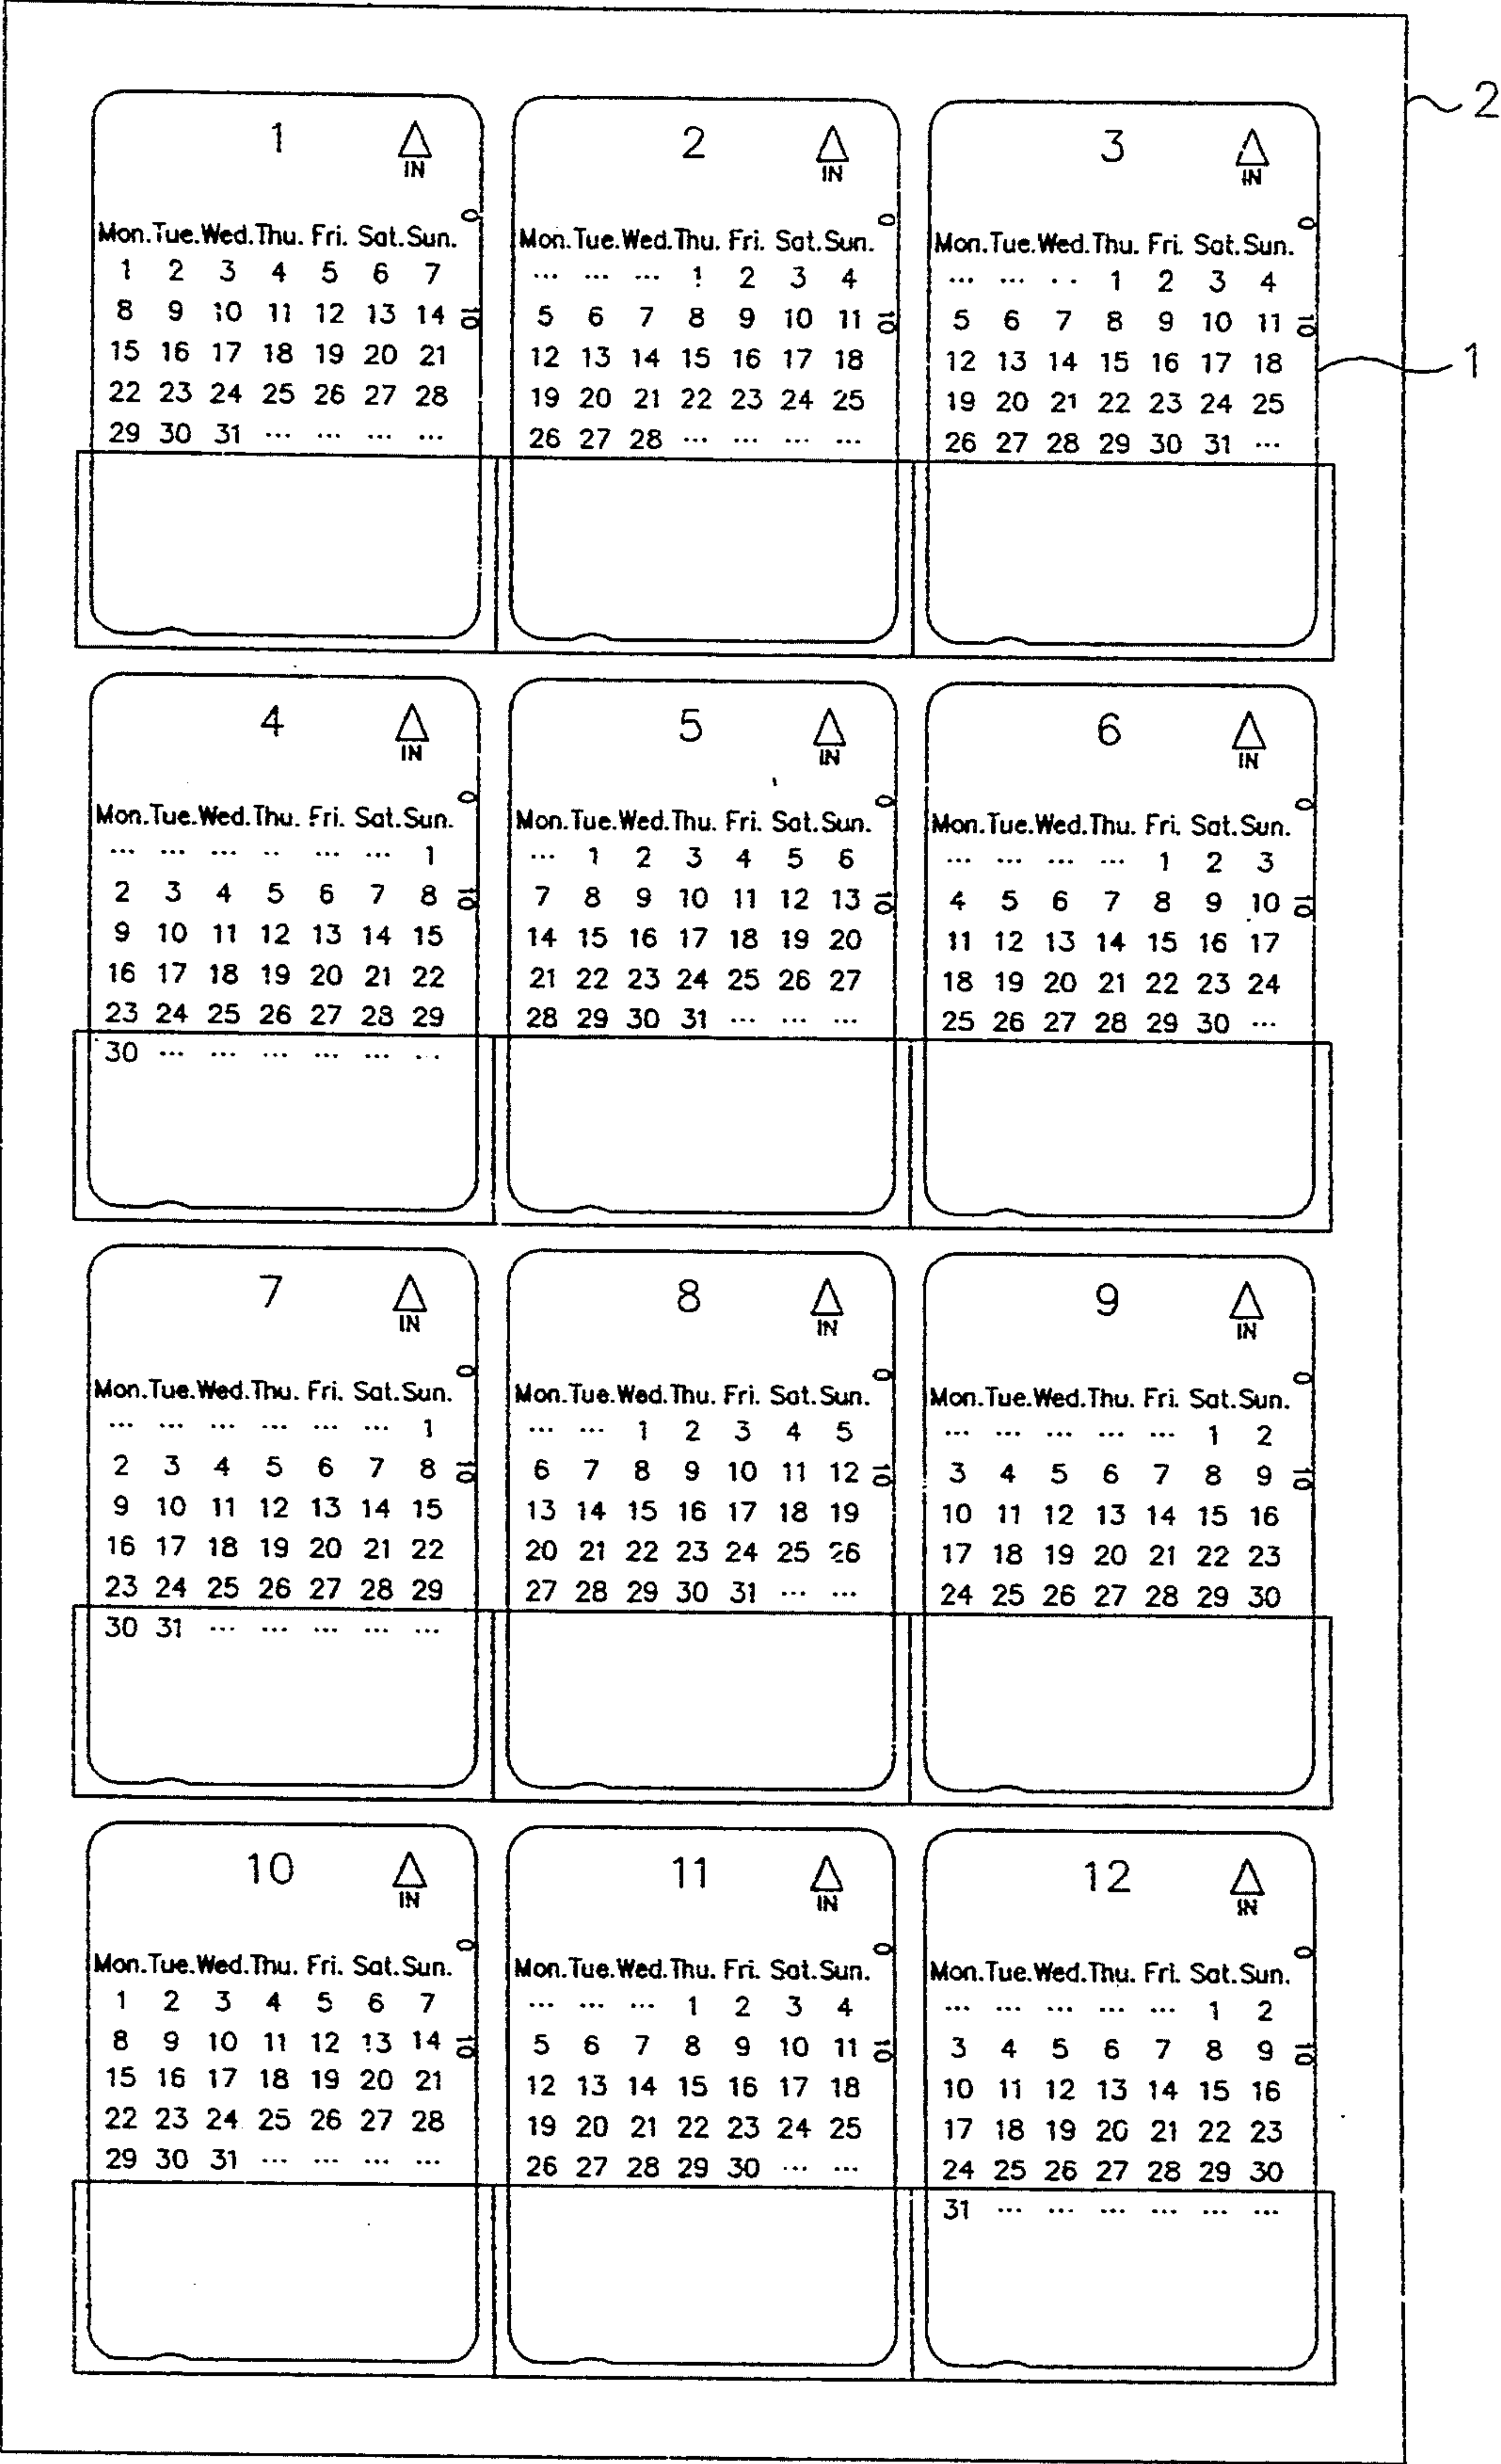 2
1
1
IN
0
Mon. Tue. Wed. Thu. Fri. Sat. Sun.
1 2 3 4 5 6 7
8 9 10 11 12 13 14
10
15 16 17 18 19 20 21
22 23 24 25 26 27 28
29 30 31 ... ... ... ...
2
IN
0
Mon. Tue. Wed. Thu. Fri. Sat. Sun.
... ... ... 1 2 3 4
5 6 7 8 9 10 11
10
12 13 14 15 16 17 18
19 20 21 22 23 24 25
26 27 28 ... ... ... ...
3
IN
0
Mon. Tue. Wed. Thu. Fri. Sat. Sun.
... ... .. 1 2 3 4
5 6 7 8 9 10 11
10
12 13 14 15 16 17 18
19 20 21 22 23 24 25
26 27 28 29 30 31 ...
4
IN
0
Mon. Tue. Wed. Thu. Fri. Sat. Sun.
... ... ... .. ... ... 1
2 3 4 5 6 7 8
10
9 10 11 12 13 14 15
16 17 18 19 20 21 22
23 24 25 26 27 28 29
30 ... ... ... ... ... ...
5
IN
0
Mon. Tue. Wed. Thu. Fri. Sat. Sun.
... 1 2 3 4 5 6
7 8 9 10 11 12 13
10
14 15 16 17 18 19 20
21 22 23 24 25 26 27
28 29 30 31 ... ... ...
6
IN
0
Mon. Tue. Wed. Thu. Fri. Sat. Sun.
... ... ... ... 1 2 3
4 5 6 7 8 9 10
10
11 12 13 14 15 16 17
18 19 20 21 22 23 24
25 26 27 28 29 30 ...
7
IN
0
Mon. Tue. Wed. Thu. Fri. Sat. Sun.
... ... ... ... ... ... 1
2 3 4 5 6 7 8
10
9 10 11 12 13 14 15
16 17 18 19 20 21 22
23 24 25 26 27 28 29
30 31 ... ... ... ... ...
8
IN
0
Mon. Tue. Wed. Thu. Fri. Sat. Sun.
... ... 1 2 3 4 5
6 7 8 9 10 11 12
10
13 14 15 16 17 18 19
20 21 22 23 24 25 26
27 28 29 30 31 ... ...
9
IN
0
Mon. Tue. Wed. Thu. Fri. Sat. Sun.
... ... ... ... ... 1 2
3 4 5 6 7 8 9
10
10 11 12 13 14 15 16
17 18 19 20 21 22 23
24 25 26 27 28 29 30
10
IN
0
Mon. Tue. Wed. Thu. Fri. Sat. Sun.
1 2 3 4 5 6 7
8 9 10 11 12 13 14
10
15 16 17 18 19 20 21
22 23 24 25 26 27 28
29 30 31 ... ... ... ...
11
IN
0
Mon. Tue. Wed. Thu. Fri. Sat. Sun.
... ... ... 1 2 3 4
5 6 7 8 9 10 11
10
12 13 14 15 16 17 18
19 20 21 22 23 24 25
26 27 28 29 30 ... ...
12
IN
0
Mon. Tue. Wed. Thu. Fri. Sat. Sun.
... ... ... ... ... 1 2
3 4 5 6 7 8 9
10
10 11 12 13 14 15 16
17 18 19 20 21 22 23
24 25 26 27 28 29 30
31 ... ... ... ... ... ...